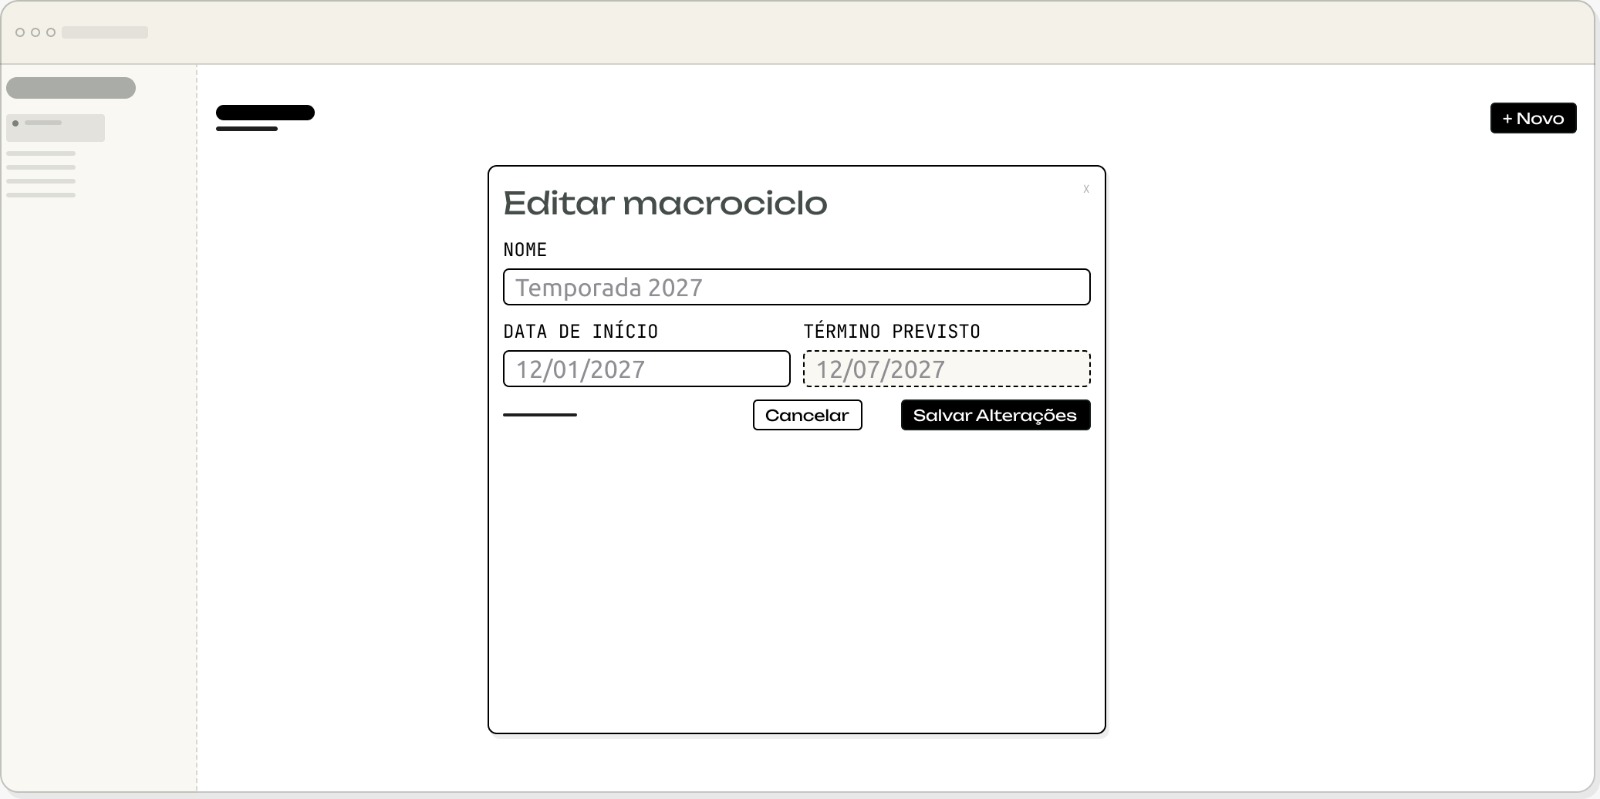 + Novo
Editar macrociclo
x
NOME
Temporada 2027
DATA DE INÍCIO
TÉRMINO PREVISTO
12/01/2027
12/07/2027
Cancelar
Salvar Alterações